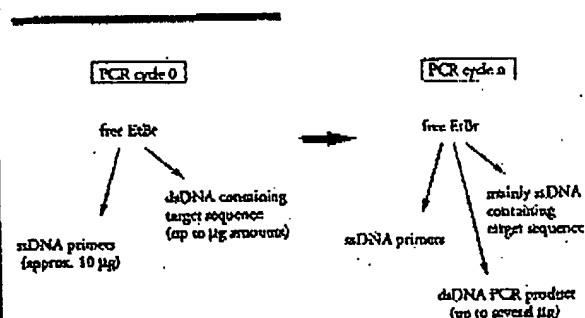 PCR cycle 0
free EtBr
dsDNA containing
target sequence
(up to µg amounts)
ssDNA primers
(approx. 10 µg)
PCR cycle n
free EtBr
mainly ssDNA
containing
target sequence
ssDNA primers
dsDNA PCR product
(up to several µg)